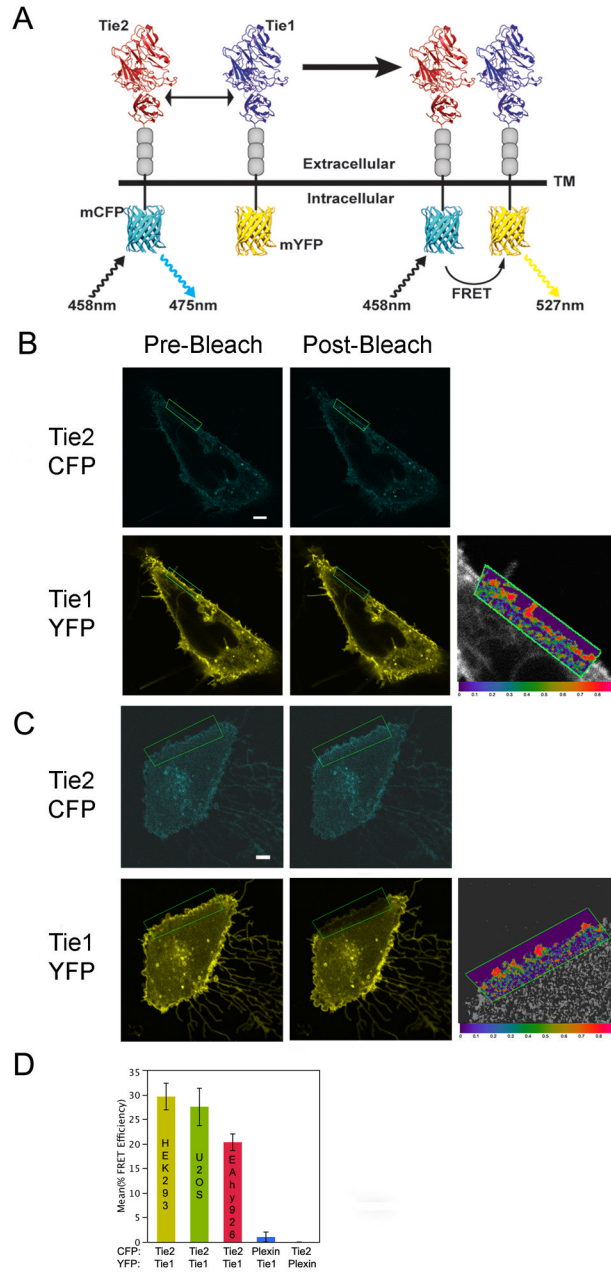 A
Tie2
Tie1
Extracellular
TM
Intracellular
mCFP
mYFP
458nm
475nm
458nm
FRET
527nm
B
Pre-Bleach
Post-Bleach
Tie2
CFP
Tie1
YFP
0 0.1 0.2 0.3 0.4 0.5 0.6 0.7 0.8
C
Tie2
CFP
Tie1
YFP
0 0.1 0.2 0.3 0.4 0.5 0.6 0.7 0.8
D
Mean(% FRET Efficiency)
35
30
25
20
15
10
5
0
HEK293
U2OS
EAhy926
CFP: Tie2 Tie2 Tie2 Plexin Tie2
YFP: Tie1 Tie1 Tie1 Tie1 Plexin